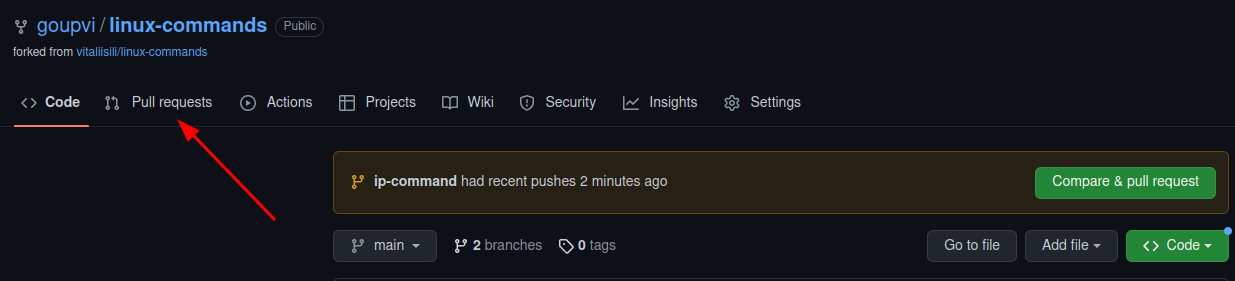 goupvi / linux-commands Public
forked from vitaliisili/linux-commands
Code Pull requests Actions Projects Wiki Security Insights Settings
ip-command had recent pushes 2 minutes ago Compare & pull request
main 2 branches 0 tags Go to file Add file Code